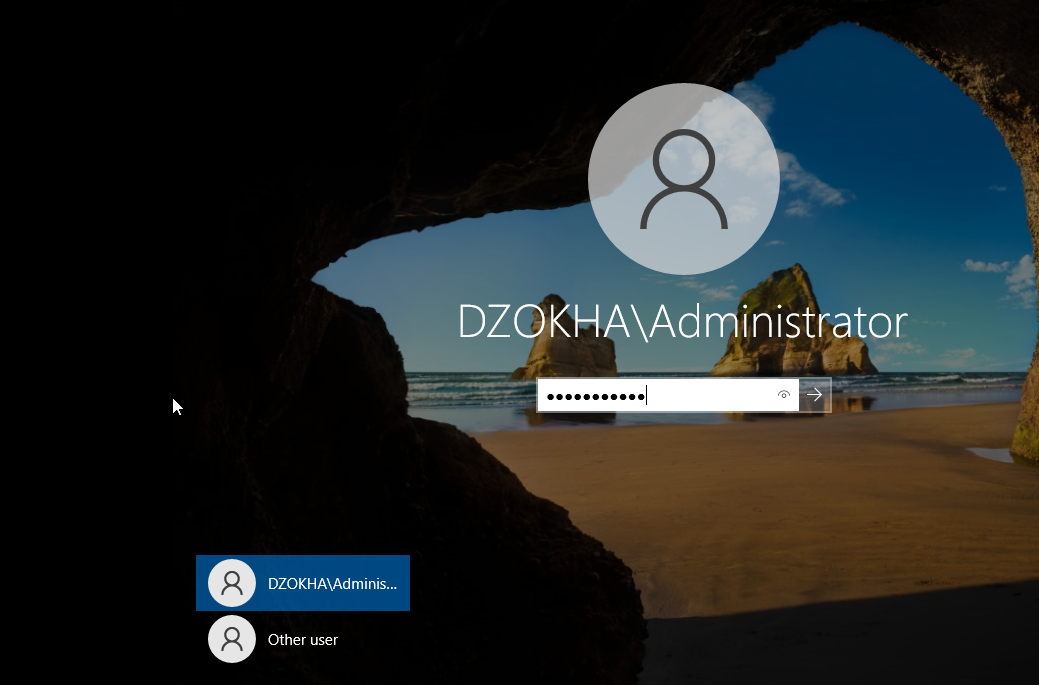 DZOKHA\Administrator
●●●●●●●●●●●
DZOKHA\Adminis...
Other user